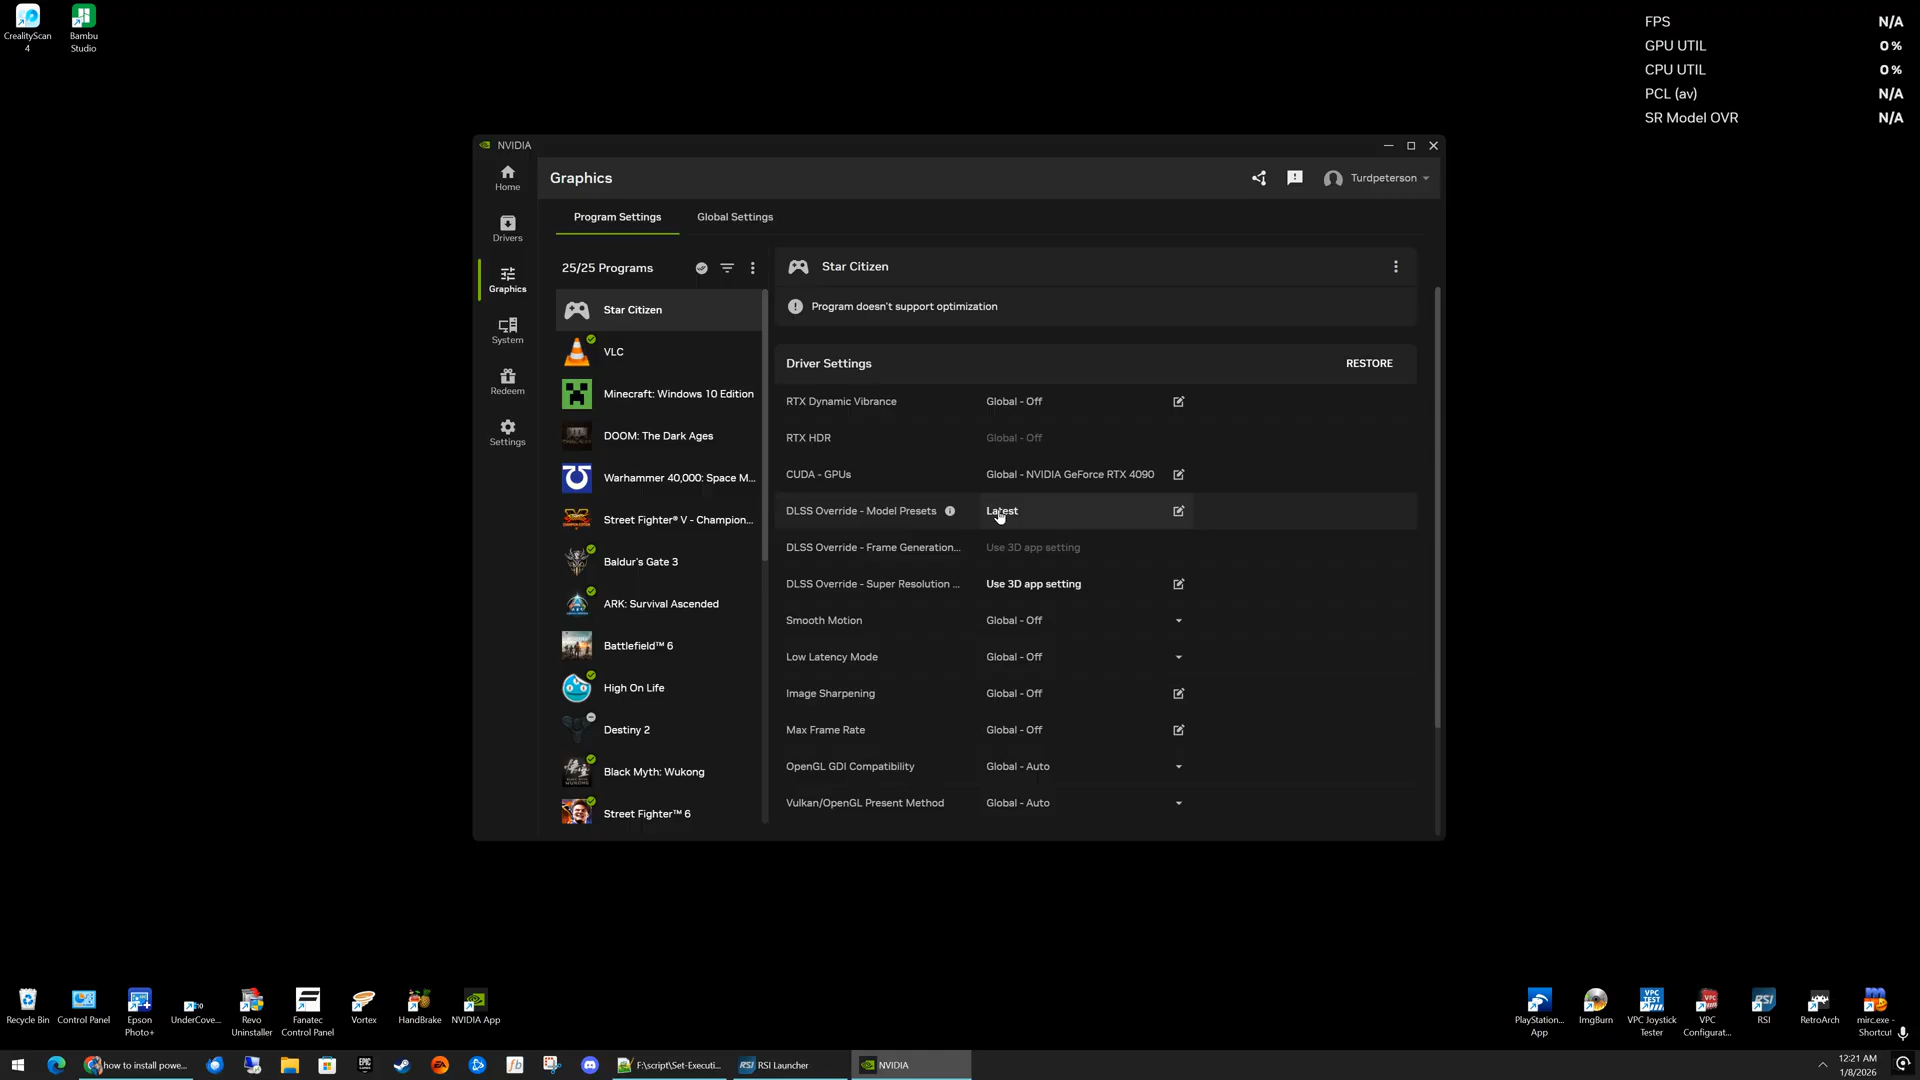 CrealityScan
4
Bambu
Studio
FPS N/A
GPU UTIL 0 %
CPU UTIL 0 %
PCL (av) N/A
SR Model OVR N/A
NVIDIA
Home
Drivers
Graphics
System
Redeem
Settings
Graphics
Turdpeterson
Program Settings
Global Settings
25/25 Programs
Star Citizen
VLC
Minecraft: Windows 10 Edition
DOOM: The Dark Ages
Warhammer 40,000: Space M...
Street Fighter® V - Champion...
Baldur's Gate 3
ARK: Survival Ascended
Battlefield™ 6
High On Life
Destiny 2
Black Myth: Wukong
Street Fighter™ 6
Star Citizen
Program doesn't support optimization
Driver Settings RESTORE
RTX Dynamic Vibrance Global - Off
RTX HDR Global - Off
CUDA - GPUs Global - NVIDIA GeForce RTX 4090
DLSS Override - Model Presets Latest
DLSS Override - Frame Generation... Use 3D app setting
DLSS Override - Super Resolution ... Use 3D app setting
Smooth Motion Global - Off
Low Latency Mode Global - Off
Image Sharpening Global - Off
Max Frame Rate Global - Off
OpenGL GDI Compatibility Global - Auto
Vulkan/OpenGL Present Method Global - Auto
Recycle Bin
Control Panel
Epson
Photo+
UnderCove...
Revo
Uninstaller
Fanatec
Control Panel
Vortex
HandBrake
NVIDIA App
PlayStation...
App
ImgBurn
VPC
TEST
VPC Joystick
Tester
VPC
VPC
Configurat...
RSI
RSI
RetroArch
mirc.exe -
Shortcut
how to install powe...
EPIC
F:\script\Set-Executi...
RSI
RSI Launcher
NVIDIA
12:21 AM
1/8/2026